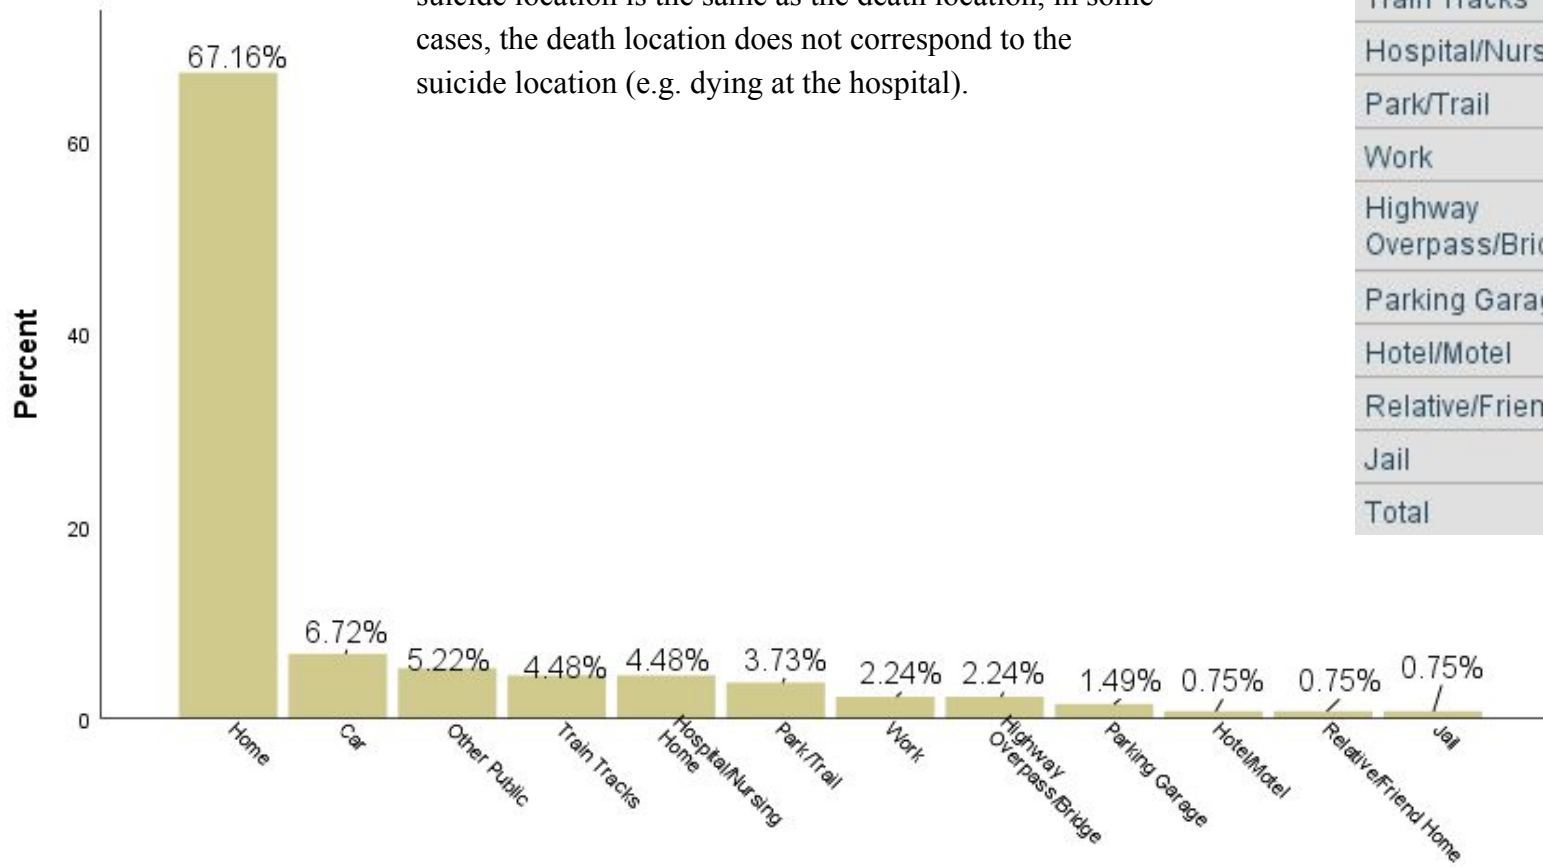 suicide location is the same as the death location, in some
cases, the death location does not correspond to the
suicide location (e.g. dying at the hospital).
Percent
60
40
20
0
67.16%
6.72%
5.22%
4.48%
4.48%
3.73%
2.24%
2.24%
1.49%
0.75%
0.75%
0.75%
Home
Car
Other Public
Train Tracks
Hospital/Nursing
Home
Park/Trail
Work
Highway
Overpass/Bridge
Parking Garage
Hotel/Motel
Relative/Friend Home
Jail
Train Tracks
Hospital/Nurs
Park/Trail
Work
Highway
Overpass/Brid
Parking Garag
Hotel/Motel
Relative/Frien
Jail
Total